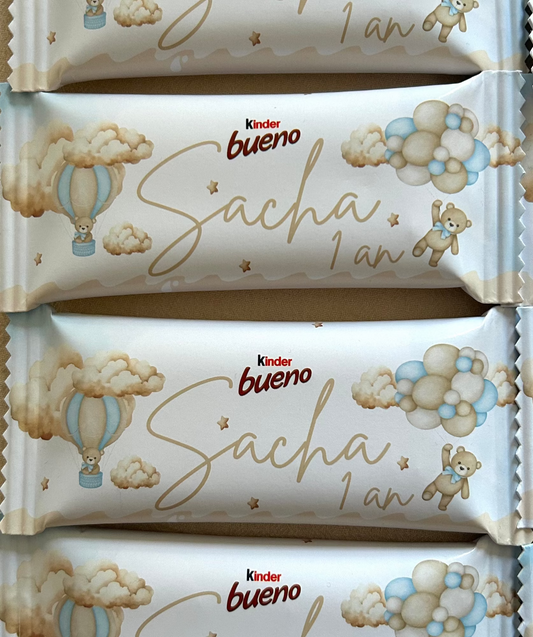 1 an
Kinder
bueno
Sacha
1 an
Kinder
bueno
Sacha
1 an
Kinder
bueno